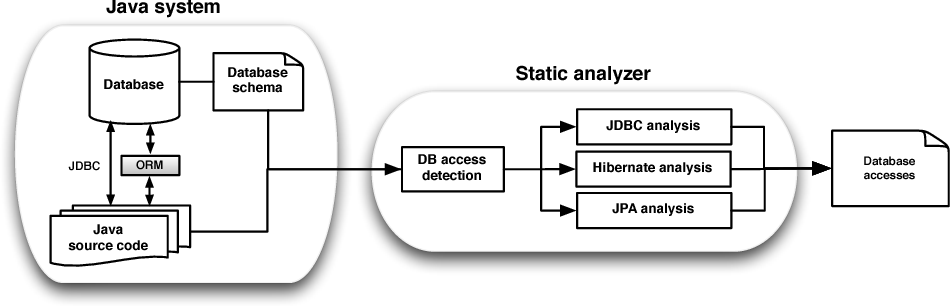 Java system
Database
Database
schema
JDBC
ORM
Java
source code
Static analyzer
DB access
detection
JDBC analysis
Hibernate analysis
JPA analysis
Database
accesses